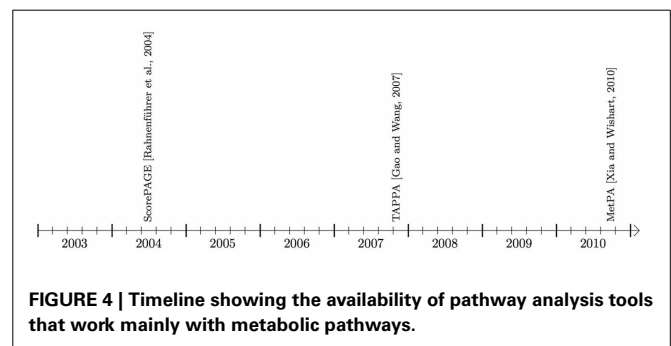 ScorePAGE [Rahnenführer et al., 2004]
TAPPA [Gao and Wang, 2007]
MetPA [Xia and Wishart, 2010]
2003 2004 2005 2006 2007 2008 2009 2010
FIGURE 4 | Timeline showing the availability of pathway analysis tools
that work mainly with metabolic pathways.